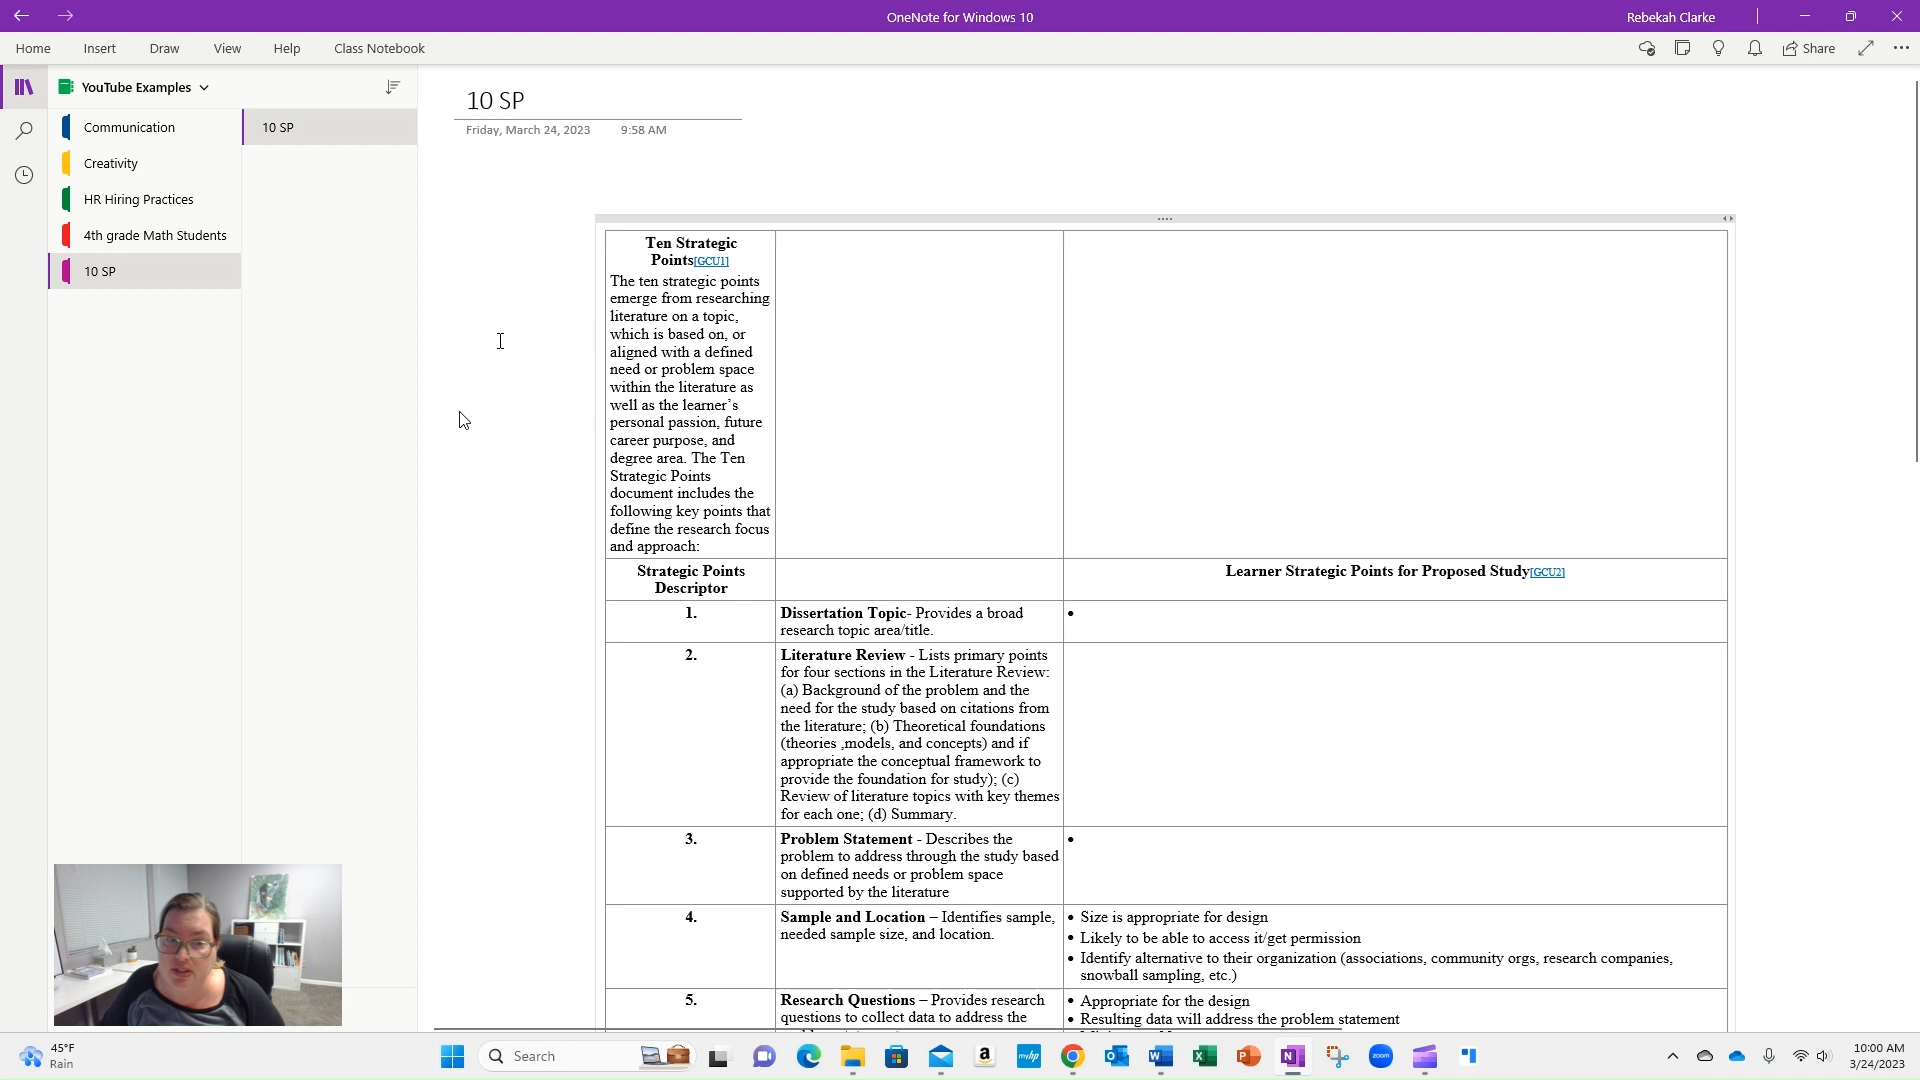 OneNote for Windows 10
Rebekah Clarke
Home Insert Draw View Help Class Notebook
Share
YouTube Examples
Communication
Creativity
HR Hiring Practices
4th grade Math Students
10 SP
10 SP
10 SP
Friday, March 24, 2023 9:58 AM
Ten Strategic
Points[GCU1]
The ten strategic points
emerge from researching
literature on a topic,
which is based on, or
aligned with a defined
need or problem space
within the literature as
well as the learner’s
personal passion, future
career purpose, and
degree area. The Ten
Strategic Points
document includes the
following key points that
define the research focus
and approach:
Strategic Points
Descriptor
Learner Strategic Points for Proposed Study[GCU2]
1.
Dissertation Topic- Provides a broad
research topic area/title.
•
2.
Literature Review - Lists primary points
for four sections in the Literature Review:
(a) Background of the problem and the
need for the study based on citations from
the literature; (b) Theoretical foundations
(theories ,models, and concepts) and if
appropriate the conceptual framework to
provide the foundation for study); (c)
Review of literature topics with key themes
for each one; (d) Summary.
3.
Problem Statement - Describes the
problem to address through the study based
on defined needs or problem space
supported by the literature
•
4.
Sample and Location – Identifies sample,
needed sample size, and location.
• Size is appropriate for design
• Likely to be able to access it/get permission
• Identify alternative to their organization (associations, community orgs, research companies,
snowball sampling, etc.)
5.
Research Questions – Provides research
questions to collect data to address the
• Appropriate for the design
• Resulting data will address the problem statement
45°F
Rain
Search
a
myhp
zoom
10:00 AM
3/24/2023